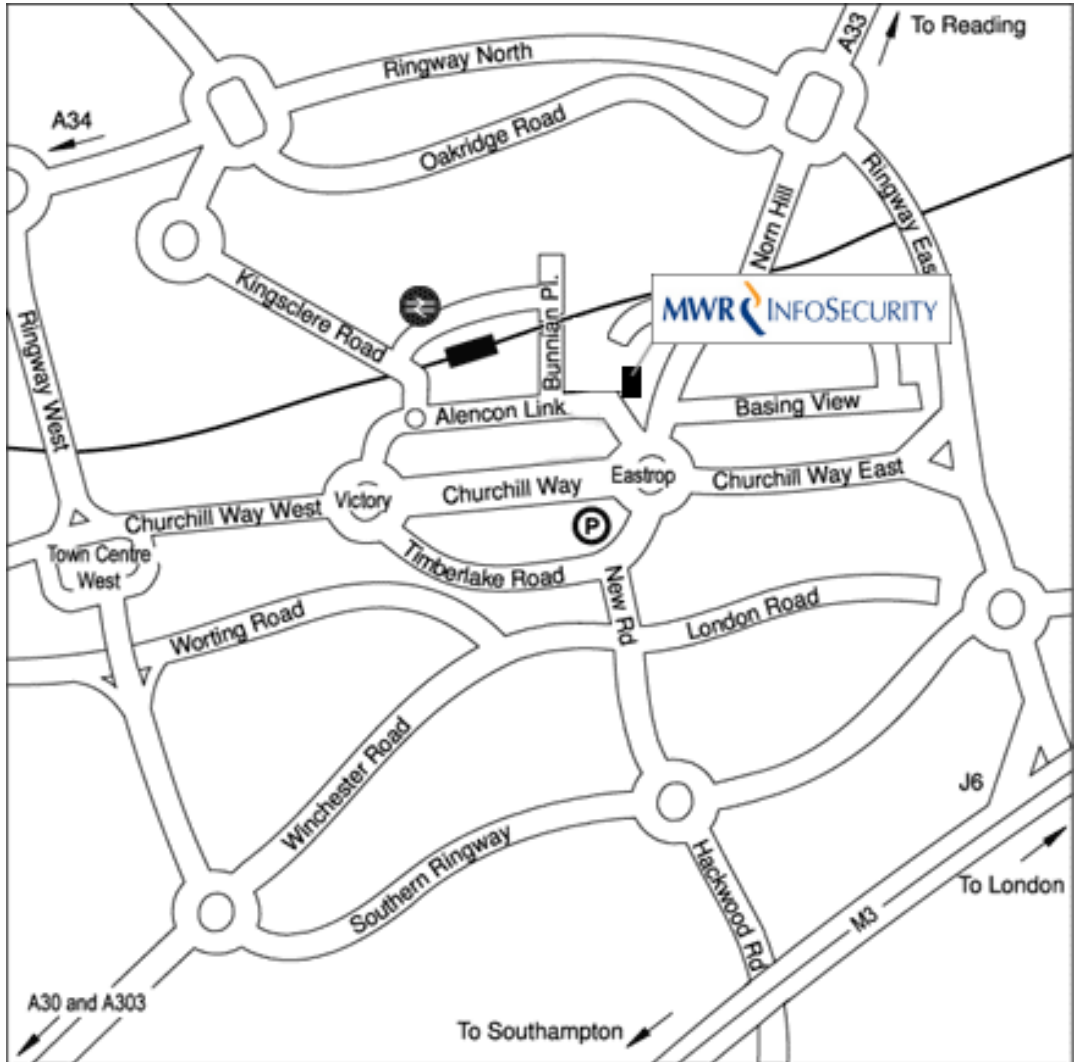 To Reading
A33
Ringway North
A34
Oakridge Road
Ringway East
Norn Hill
Kingsclere Road
Bunnian Pl.
MWR INFOSECURITY
Ringway West
Alencon Link
Basing View
Victory
Churchill Way
Eastrop
Churchill Way East
Churchill Way West
P
Town Centre
West
Timberlake Road
New Rd
London Road
Worting Road
Winchester Road
J6
Southern Ringway
Hackwood Rd
To London
M3
A30 and A303
To Southampton